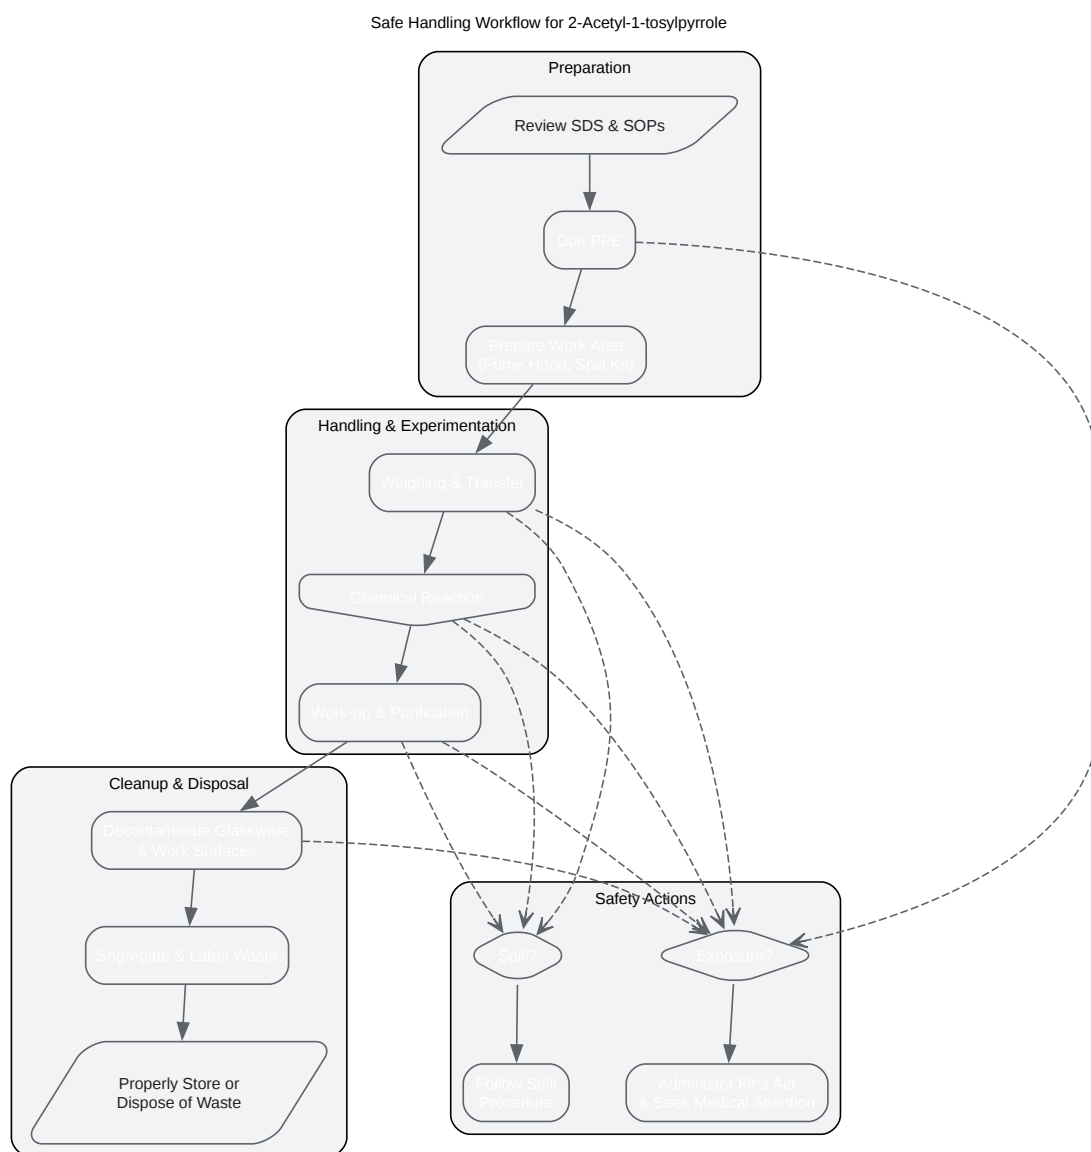 Safe Handling Workflow for 2-Acetyl-1-tosylpyrrole
Preparation
Review SDS & SOPs
Don PPE
Prepare Work Area
(Fume Hood, Spill Kit)
Handling & Experimentation
Weighing & Transfer
Chemical Reaction
Work-up & Purification
Cleanup & Disposal
Decontaminate Glassware
& Work Surfaces
Segregate & Label Waste
Properly Store or
Dispose of Waste
Safety Actions
Spill?
Exposure?
Follow Spill
Procedure
Administer First Aid
& Seek Medical Attention